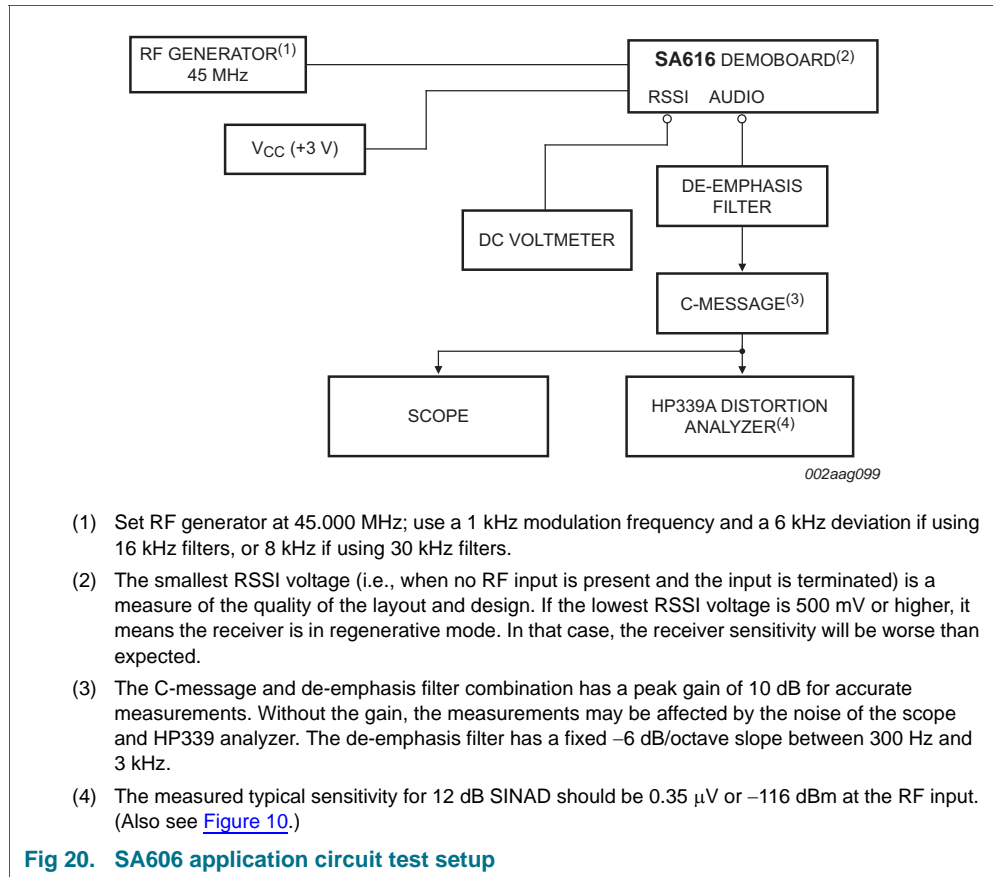 RF GENERATOR(1)
45 MHz
SA616 DEMOBOARD(2)
RSSI AUDIO
VCC (+3 V)
DE-EMPHASIS
FILTER
DC VOLTMETER
C-MESSAGE(3)
SCOPE
HP339A DISTORTION
ANALYZER(4)
002aag099
(1) Set RF generator at 45.000 MHz; use a 1 kHz modulation frequency and a 6 kHz deviation if using
16 kHz filters, or 8 kHz if using 30 kHz filters.
(2) The smallest RSSI voltage (i.e., when no RF input is present and the input is terminated) is a
measure of the quality of the layout and design. If the lowest RSSI voltage is 500 mV or higher, it
means the receiver is in regenerative mode. In that case, the receiver sensitivity will be worse than
expected.
(3) The C-message and de-emphasis filter combination has a peak gain of 10 dB for accurate
measurements. Without the gain, the measurements may be affected by the noise of the scope
and HP339 analyzer. The de-emphasis filter has a fixed −6 dB/octave slope between 300 Hz and
3 kHz.
(4) The measured typical sensitivity for 12 dB SINAD should be 0.35 μV or −116 dBm at the RF input.
(Also see Figure 10.)
Fig 20. SA606 application circuit test setup